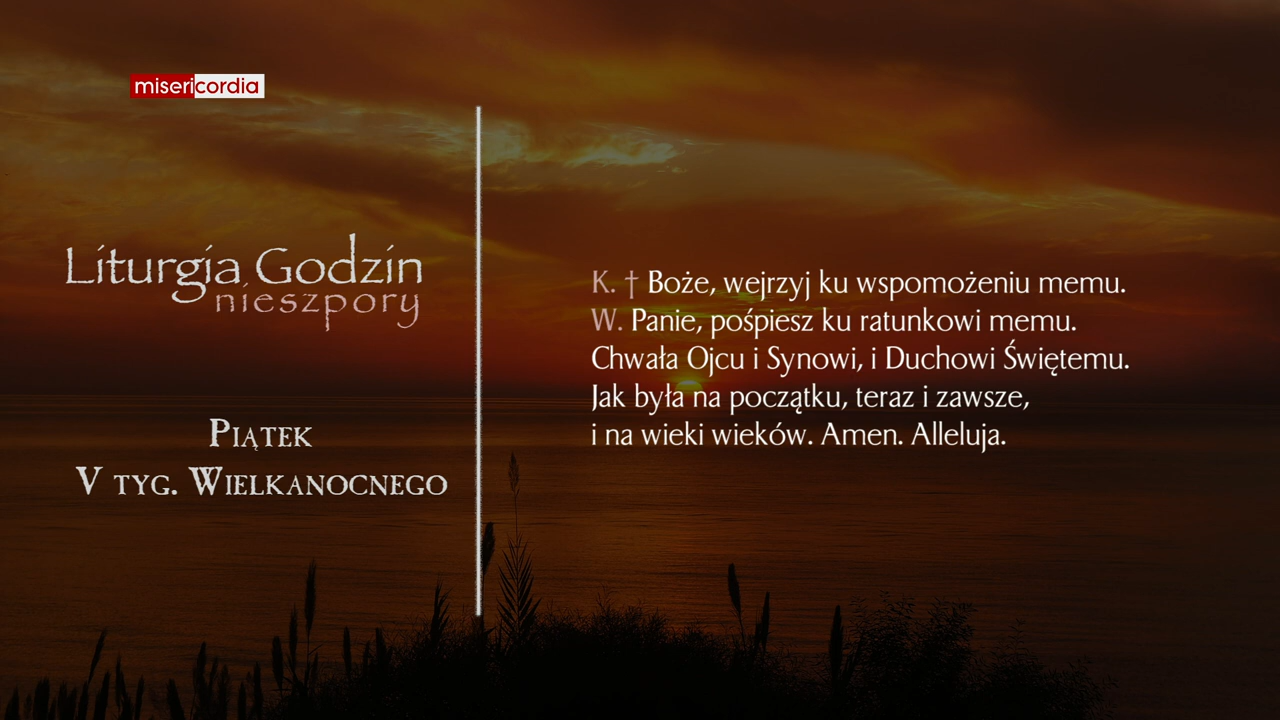 misericordia
Liturgia Godzin
nieszpory
Piątek
V tyg. Wielkanocnego
K. † Boże, wejrzyj ku wspomożeniu memu.
W. Panie, pośpiesz ku ratunkowi memu.
Chwała Ojcu i Synowi, i Duchowi Świętemu.
Jak była na początku, teraz i zawsze,
i na wieki wieków. Amen. Alleluja.